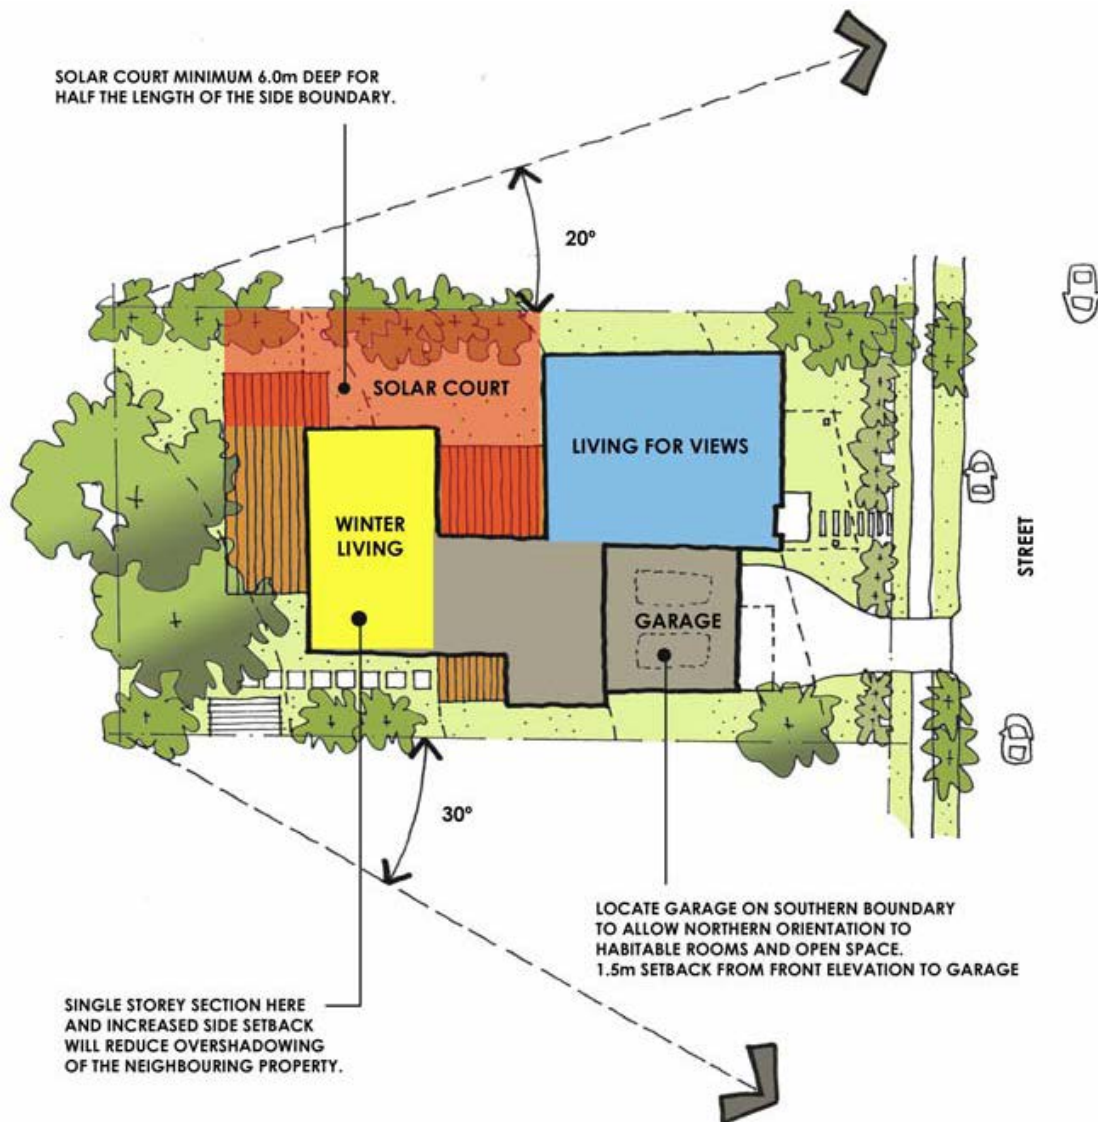 SOLAR COURT MINIMUM 6.0m DEEP FOR
HALF THE LENGTH OF THE SIDE BOUNDARY.
20º
SOLAR COURT
LIVING FOR VIEWS
WINTER
LIVING
STREET
GARAGE
30º
LOCATE GARAGE ON SOUTHERN BOUNDARY
TO ALLOW NORTHERN ORIENTATION TO
HABITABLE ROOMS AND OPEN SPACE.
1.5m SETBACK FROM FRONT ELEVATION TO GARAGE
SINGLE STOREY SECTION HERE
AND INCREASED SIDE SETBACK
WILL REDUCE OVERSHADOWING
OF THE NEIGHBOURING PROPERTY.